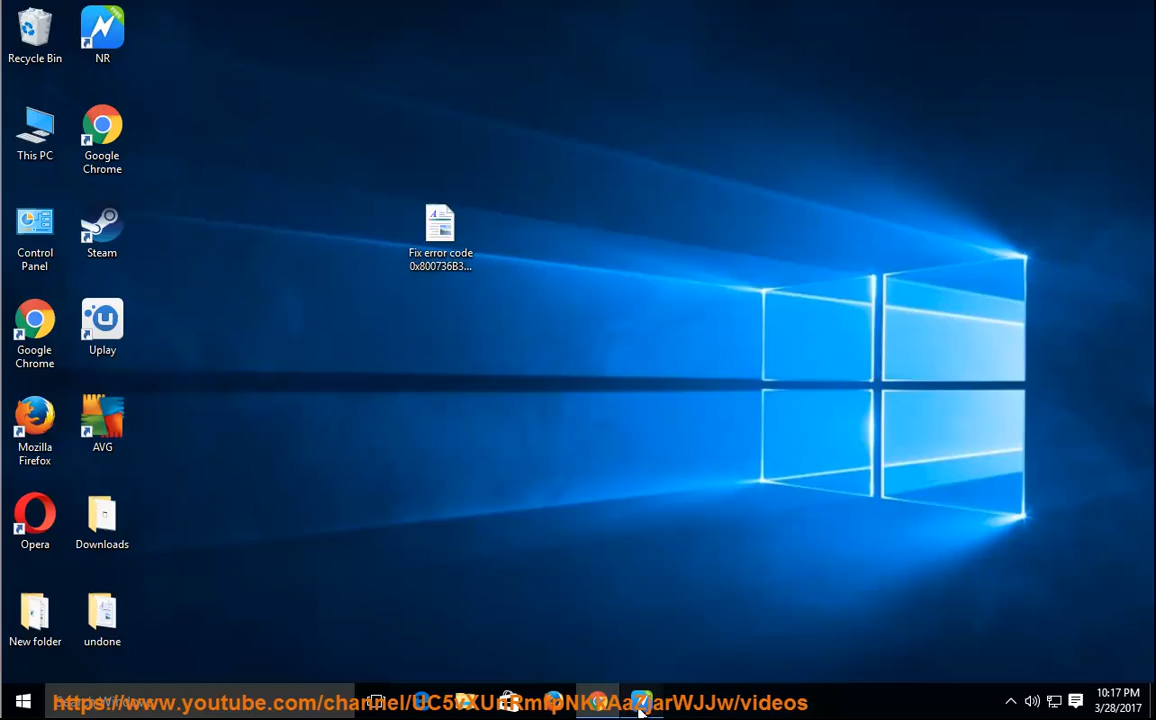 Recycle Bin
NR
This PC
Google
Chrome
Control
Panel
Steam
Google
Chrome
Uplay
Mozilla
Firefox
AVG
Opera
Downloads
New folder
undone
Fix error code
0x800736B3...
10:17 PM
3/28/2017